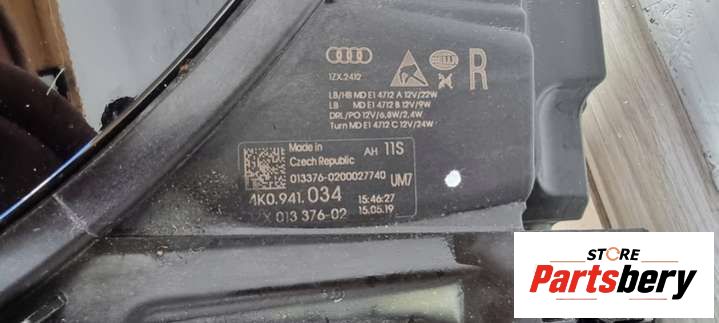 HELLA
R
1ZX.2412
LB/HB MD E1 4712 A 12V/22W
LB MD E1 4712 B 12V/9W
DRL/PO 12V/6,8W/2,4W
Turn MD E1 4712 C 12V/24W
Made in
Czech Republic
AH 11S
013376-0200027740
UM7
4K0.941.034
15:46:27
013 376-02
15.05.19
STORE
Partsbery